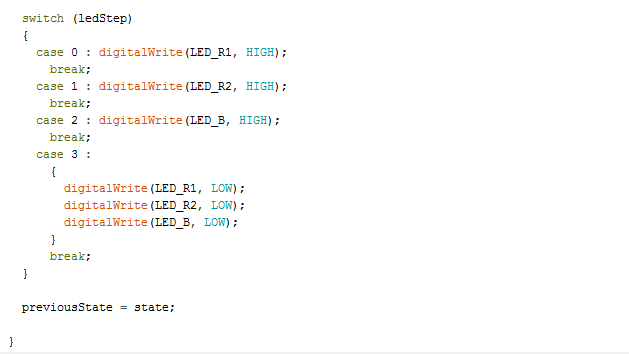 switch (ledStep)
{
case 0 : digitalWrite(LED_R1, HIGH);
break;
case 1 : digitalWrite(LED_R2, HIGH);
break;
case 2 : digitalWrite(LED_B, HIGH);
break;
case 3 :
{
digitalWrite(LED_R1, LOW);
digitalWrite(LED_R2, LOW);
digitalWrite(LED_B, LOW);
}
break;
}
previousState = state;
}